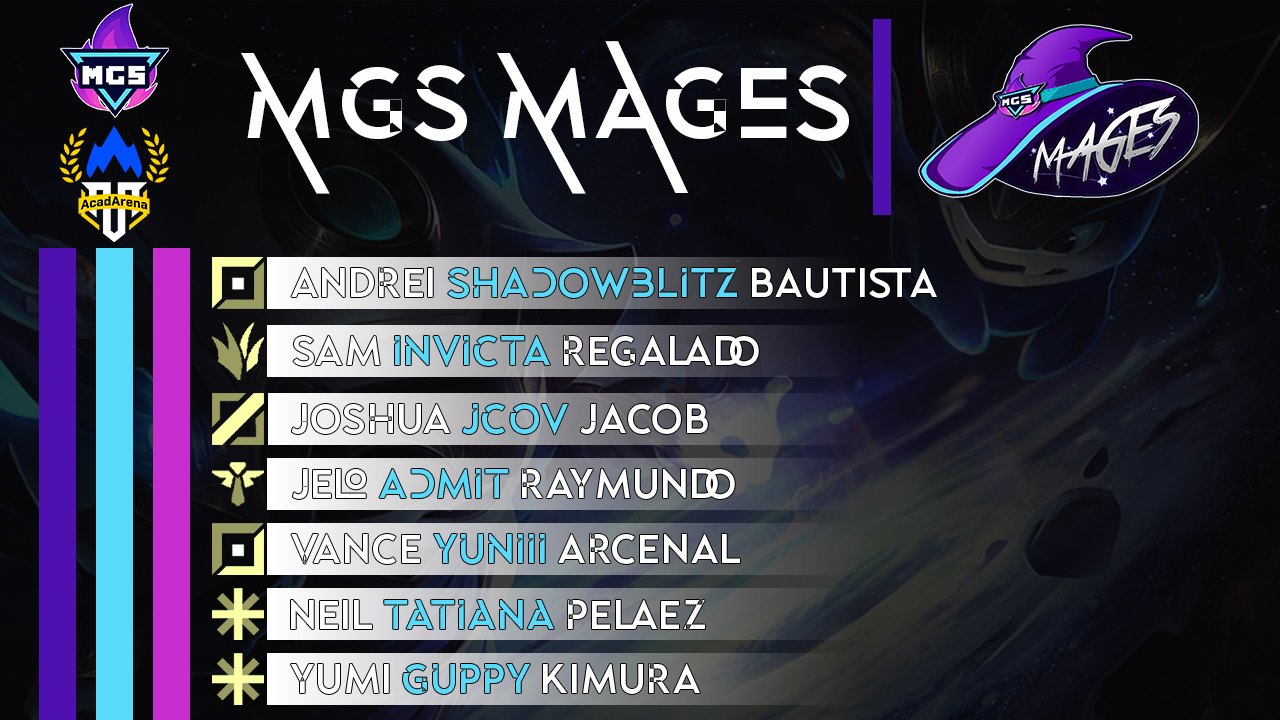 MGS
MGS MAGES
MGS
MAGES
AcadArena
ANDREI SHADOWBLiTZ BAUTISTA
SAM iNViCTA REGALADO
JOSHUA JCOV JACOB
JELO ADMiT RAYMUNDO
VANCE YUNiii ARCENAL
NEIL TATiANA PELAEZ
YUMI GUPPY KIMURA